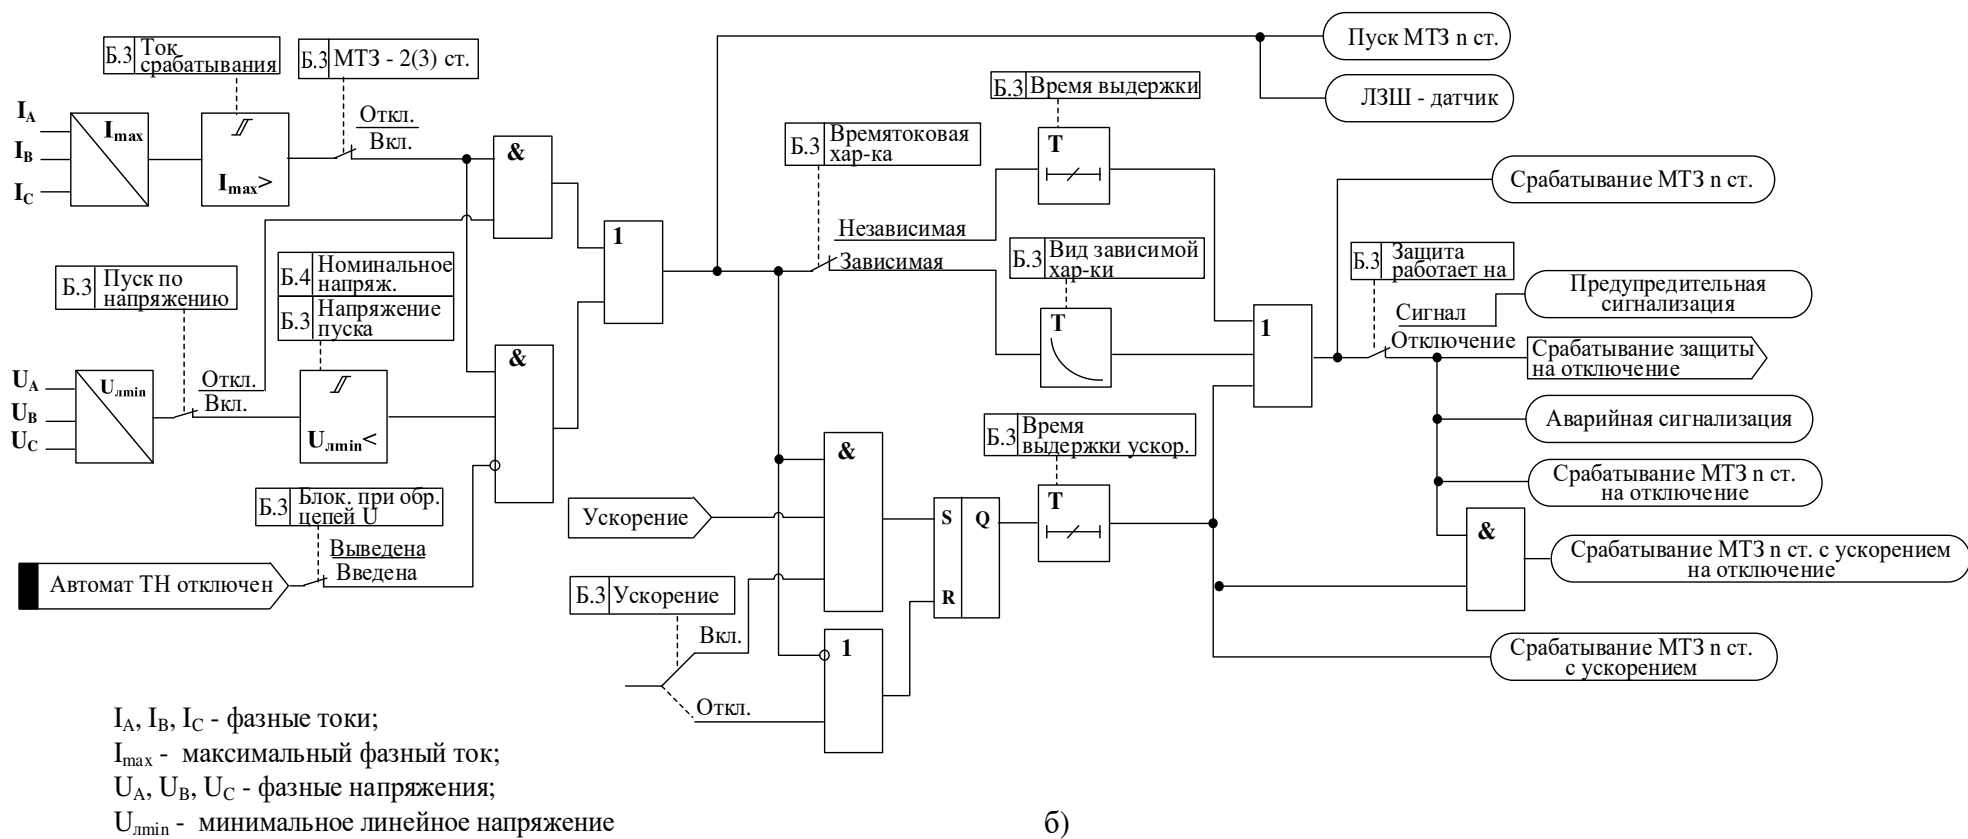 Б.3 Ток
срабатывания
Б.3 МТЗ - 2(3) ст.
Откл.
Вкл.
I_A
I_B
I_C
I_max
I_max>
&
Б.3 Пуск по
напряжению
Б.4 Номинальное
напряж.
Б.3 Напряжение
пуска
U_A
U_B
U_C
U_лmin
Откл.
Вкл.
U_лmin<
&
1
Б.3 Блок. при обр.
цепей U
Выведена
Введена
Автомат ТН отключен
Б.3 Времятоковая
хар-ка
Независимая
Зависимая
Б.3 Время выдержки
T
Б.3 Вид зависимой
хар-ки
T
Ускорение
&
Б.3 Ускорение
Вкл.
Откл.
1
S Q
R
Б.3 Время
выдержки ускор.
T
1
Пуск МТЗ n ст.
ЛЗШ - датчик
Срабатывание МТЗ n ст.
Б.3 Защита
работает на
Сигнал
Отключение
Предупредительная
сигнализация
Срабатывание защиты
на отключение
Аварийная сигнализация
Срабатывание МТЗ n ст.
на отключение
&
Срабатывание МТЗ n ст. с ускорением
на отключение
Срабатывание МТЗ n ст.
с ускорением
I_A, I_B, I_C - фазные токи;
I_max - максимальный фазный ток;
U_A, U_B, U_C - фазные напряжения;
U_лmin - минимальное линейное напряжение
б)